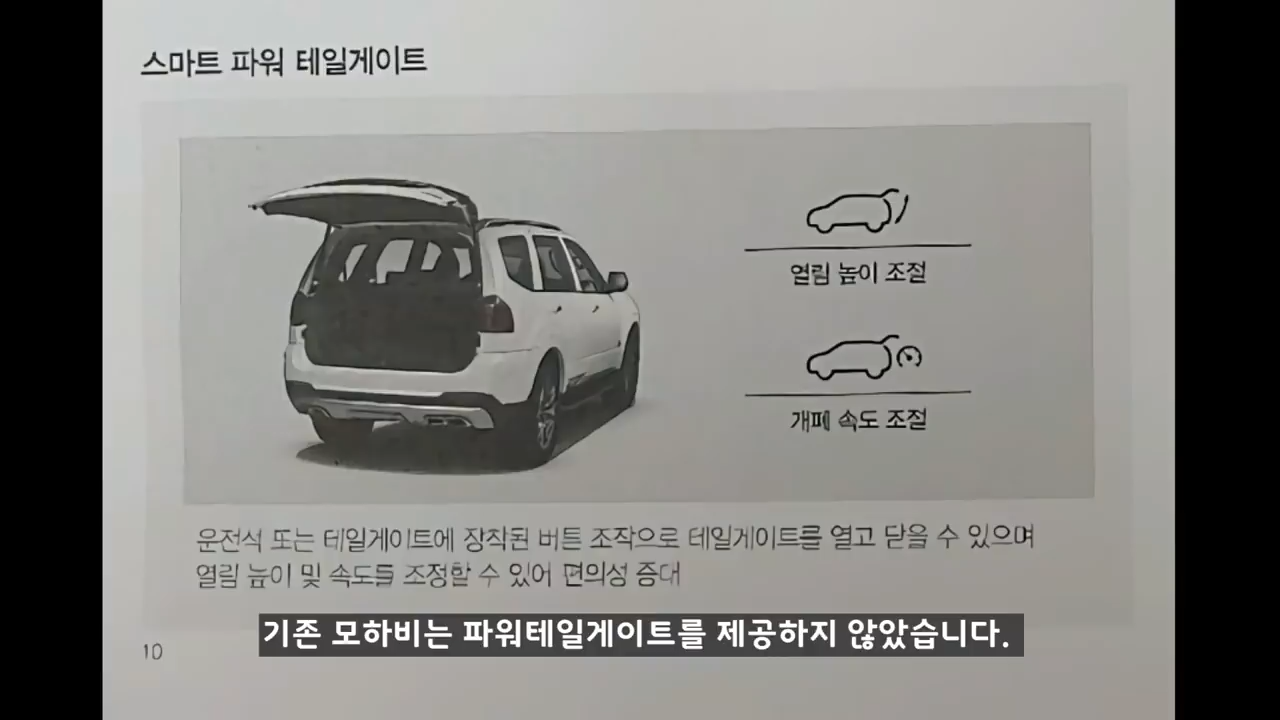 스마트 파워 테일게이트
열림 높이 조절
개폐 속도 조절
운전석 또는 테일게이트에 장착된 버튼 조작으로 테일게이트를 열고 닫을 수 있으며
열림 높이 및 속도를 조정할 수 있어 편의성 증대
기존 모하비는 파워테일게이트를 제공하지 않았습니다.
10